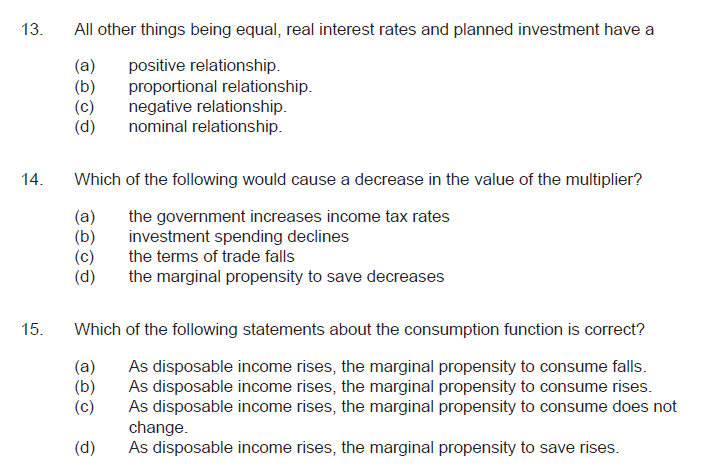 13. All other things being equal, real interest rates and planned investment have a
(a) positive relationship.
(b) proportional relationship.
(c) negative relationship.
(d) nominal relationship.
14. Which of the following would cause a decrease in the value of the multiplier?
(a) the government increases income tax rates
(b) investment spending declines
(c) the terms of trade falls
(d) the marginal propensity to save decreases
15. Which of the following statements about the consumption function is correct?
(a) As disposable income rises, the marginal propensity to consume falls.
(b) As disposable income rises, the marginal propensity to consume rises.
(c) As disposable income rises, the marginal propensity to consume does not
change.
(d) As disposable income rises, the marginal propensity to save rises.